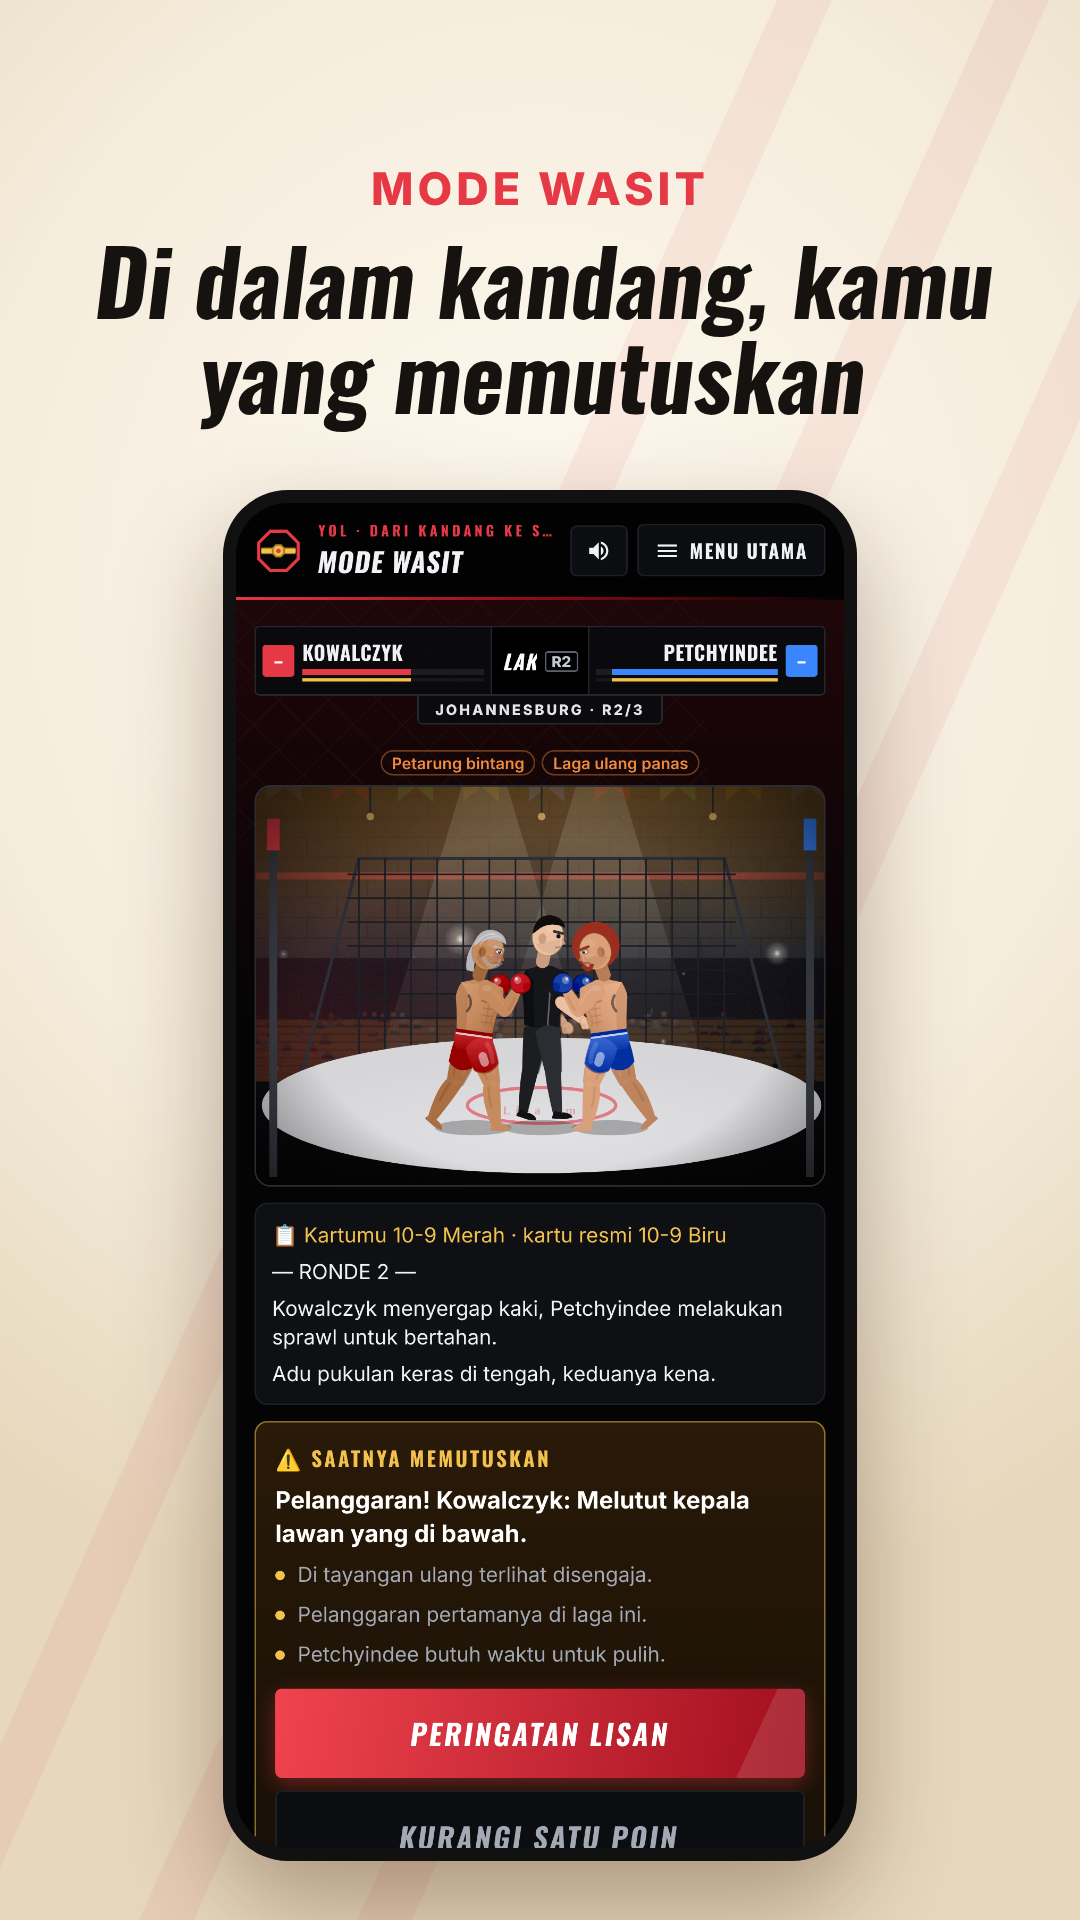 MODE WASIT
Di dalam kandang, kamu
yang memutuskan
YOL · DARI KANDANG KE S…
MODE WASIT
MENU UTAMA
KOWALCZYK
LAK R2
PETCHYINDEE
JOHANNESBURG · R2/3
Petarung bintang
Laga ulang panas
📋 Kartumu 10-9 Merah · kartu resmi 10-9 Biru
— RONDE 2 —
Kowalczyk menyergap kaki, Petchyindee melakukan
sprawl untuk bertahan.
Adu pukulan keras di tengah, keduanya kena.
⚠️ SAATNYA MEMUTUSKAN
Pelanggaran! Kowalczyk: Melutut kepala
lawan yang di bawah.
Di tayangan ulang terlihat disengaja.
Pelanggaran pertamanya di laga ini.
Petchyindee butuh waktu untuk pulih.
PERINGATAN LISAN
KURANGI SATU POIN